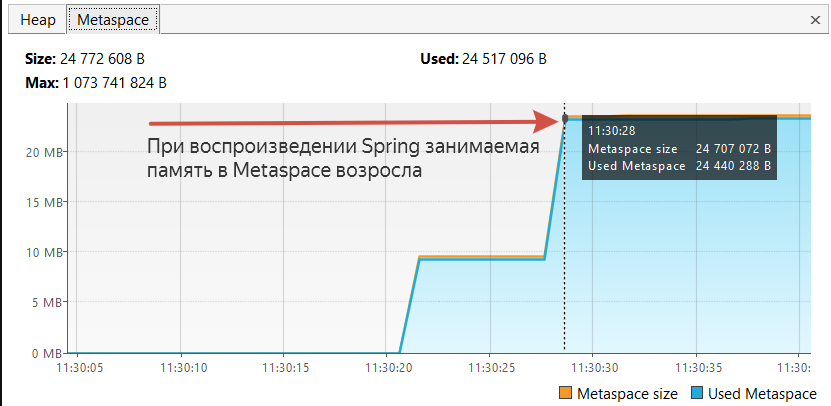 Heap Metaspace
Size: 24 772 608 B Used: 24 517 096 B
Max: 1 073 741 824 B
При воспроизведении Spring занимаемая
память в Metaspace возросла
11:30:28
Metaspace size 24 707 072 B
Used Metaspace 24 440 288 B
20 MB
15 MB
10 MB
5 MB
0 MB
11:30:05 11:30:10 11:30:15 11:30:20 11:30:25 11:30:30 11:30:35 11:30:
Metaspace size Used Metaspace